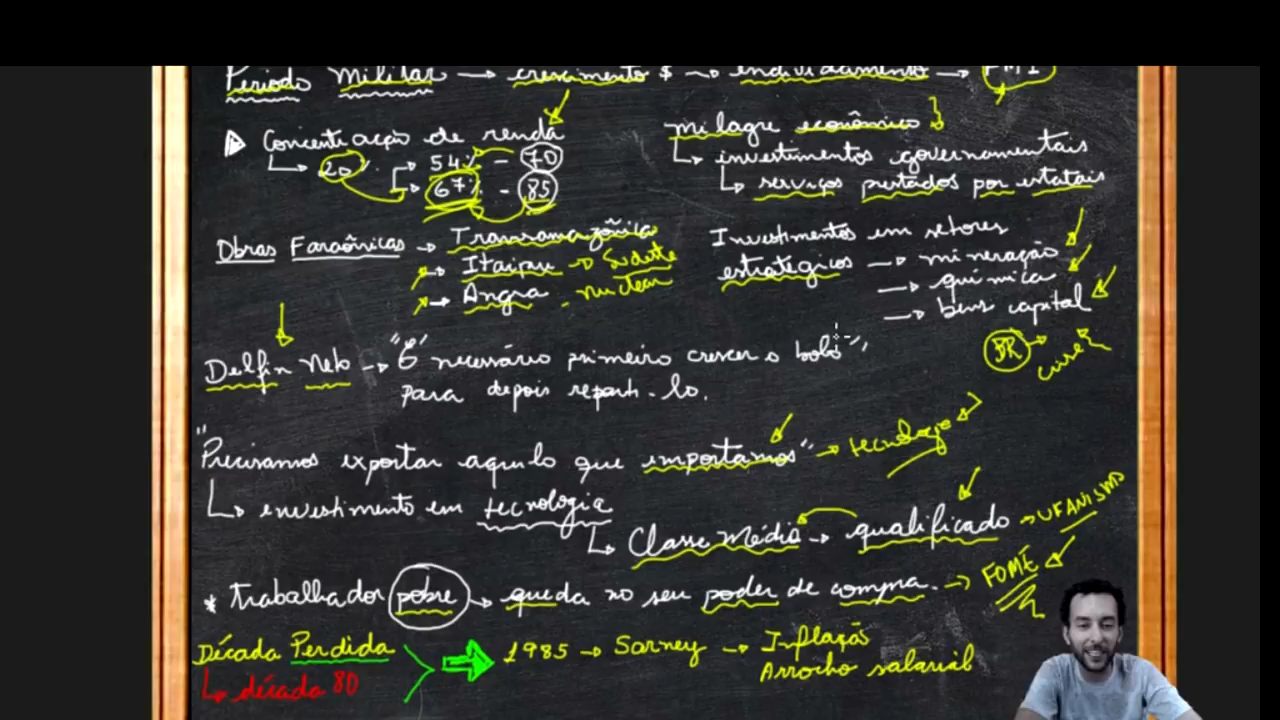 Período Militar → crescimento $ → endividamento → FMI
Concentração de renda
20% → 54% - 70
→ 67% - 85
milagre econômico }
↳ investimentos governamentais
↳ serviços prestados por estatais
Obras Faraônicas → Transamazônica
→ Itaipu → Sudeste
→ Angra - nuclear
Investimentos em setores
estratégicos → mineração
→ química
→ bens capital
BR →
Delfin Neto → "É necessário primeiro crescer o bolo",
para depois reparti-lo.
"Precisamos exportar aquilo que importamos" → tecnologia
↳ investimento em tecnologia
↳ Classe média → qualificado → UFANISMO
* trabalhador pobre → queda no seu poder de compra. → FOME
Década Perdida
↳ década 80
1985 → Sarney → Inflação
Arrocho salarial